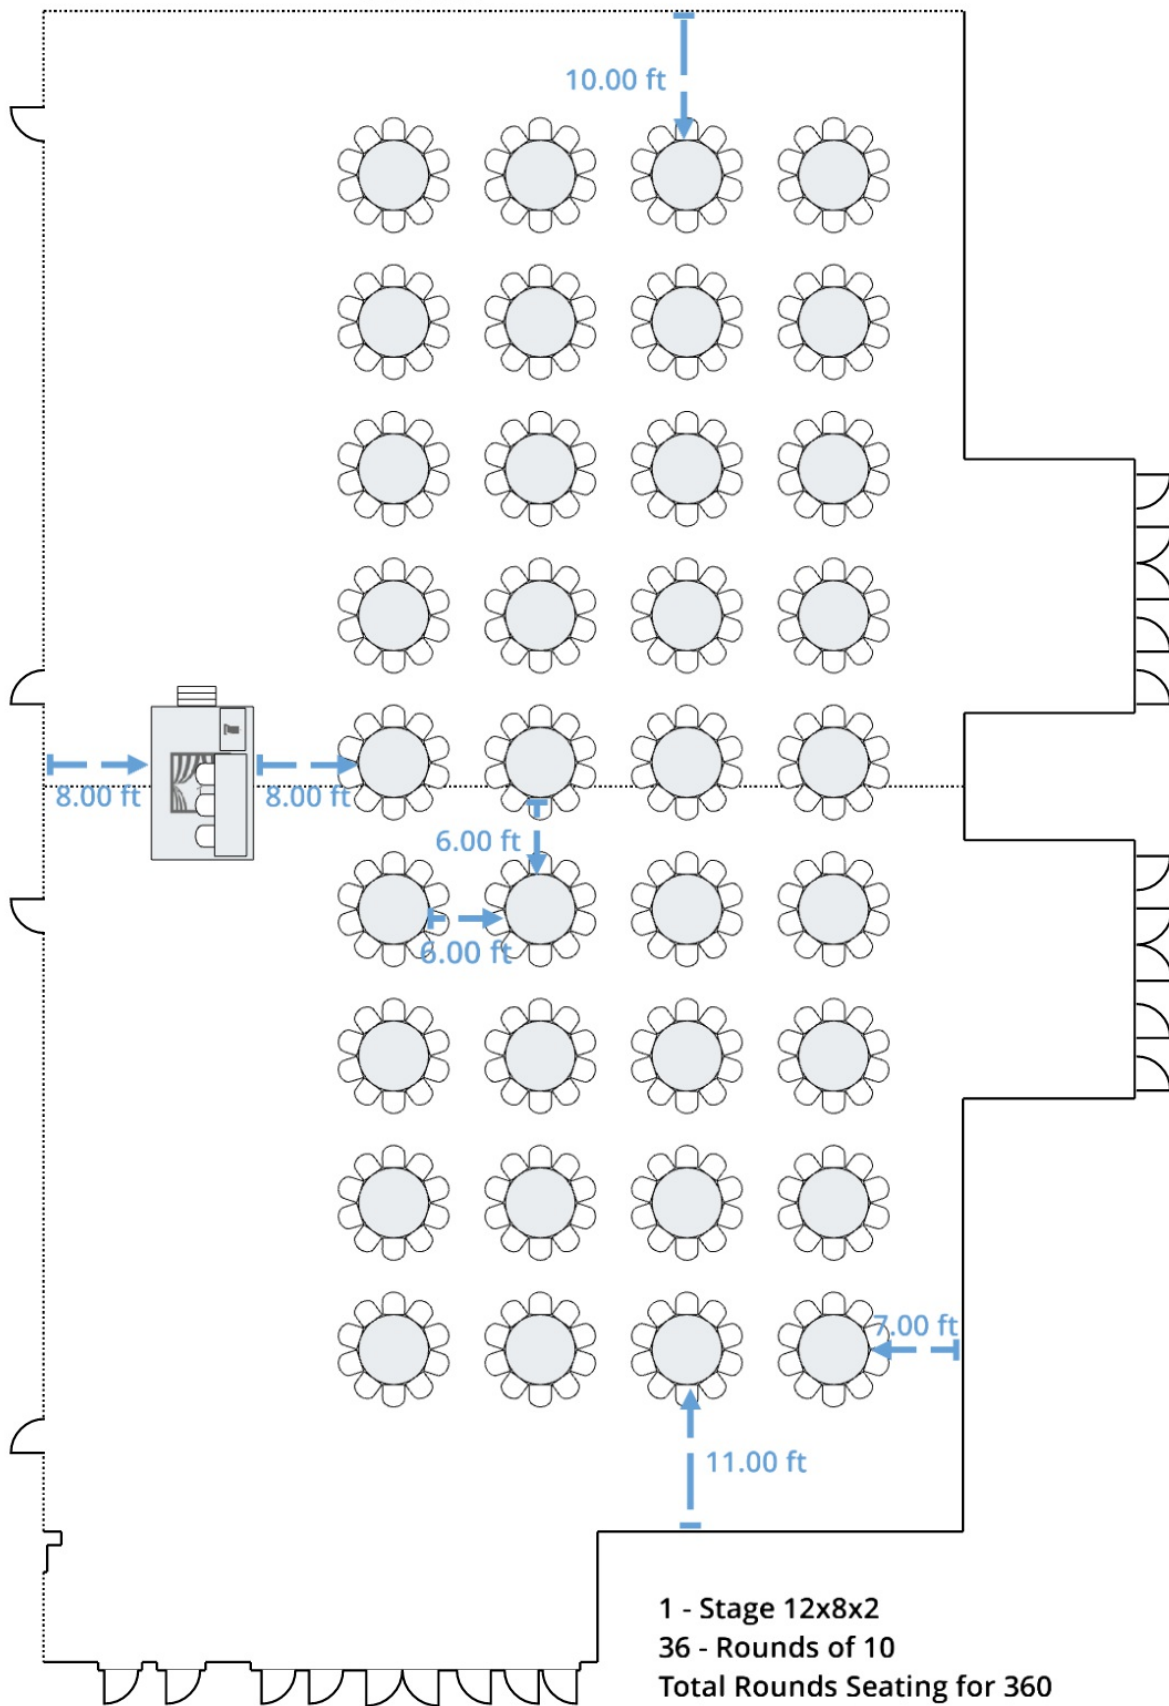 10.00 ft
8.00 ft
8.00 ft
6.00 ft
6.00 ft
7.00 ft
11.00 ft
1 - Stage 12x8x2
36 - Rounds of 10
Total Rounds Seating for 360